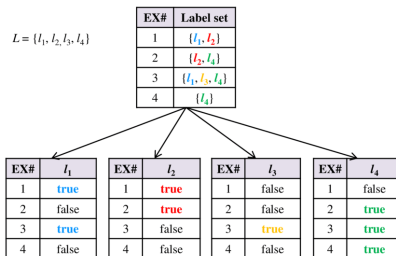 EX# Label set
L = {l1, l2, l3, l4}
1 {l1, l2}
2 {l2, l4}
3 {l1, l3, l4}
4 {l4}
EX# l1 EX# l2 EX# l3 EX# l4
1 true 1 true 1 false 1 false
2 false 2 true 2 false 2 true
3 true 3 false 3 true 3 true
4 false 4 false 4 false 4 true